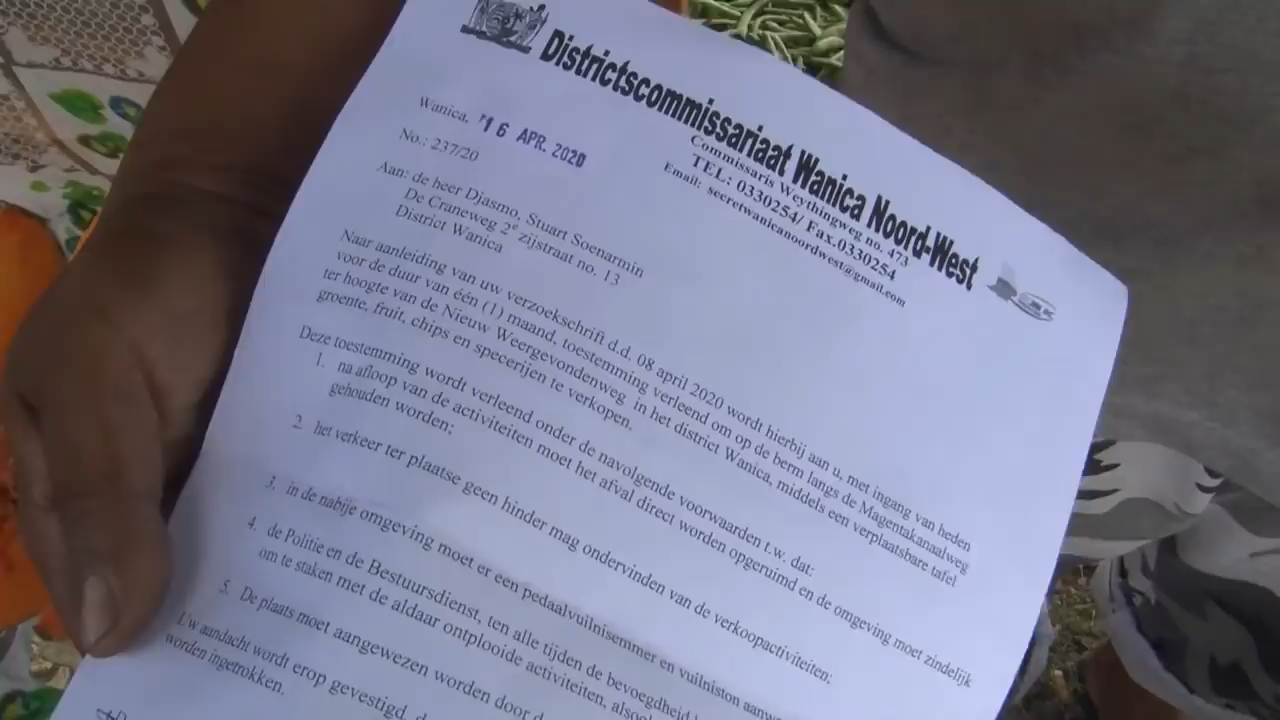 Districtscommissariaat Wanica Noord-West
Commissaris Weythingweg no. 473
TEL: 0330254/ Fax.0330254
Email: secretwanicanoordwest@gmail.com
Wanica, 16 APR. 2020
No.: 237/20
Aan: de heer Djasmo, Stuart Soenarmin
De Craneweg 2e zijstraat no. 13
District Wanica
Naar aanleiding van uw verzoekschrift d.d. 08 april 2020 wordt hierbij aan u, met ingang van heden
voor de duur van één (1) maand, toestemming verleend om op de berm langs de Magentakanaalweg
ter hoogte van de Nieuw Weergevondenweg in het district Wanica, middels een verplaatsbare tafel
groente, fruit, chips en specerijen te verkopen.
Deze toestemming wordt verleend onder de navolgende voorwaarden t.w. dat:
1. na afloop van de activiteiten moet het afval direct worden opgeruimd en de omgeving moet zindelijk
gehouden worden;
2. het verkeer ter plaatse geen hinder mag ondervinden van de verkoopactiviteiten;
3. in de nabije omgeving moet er een pedaalvuilnisemmer en vuilniston
4. de Politie en de Bestuursdienst, ten alle tijden de bevoegdheid
om te staken met de aldaar ontplooide activiteiten,
5. De plaats moet aangewezen worden door
Uw aandacht wordt erop gevestigd,
worden ingetrokken.